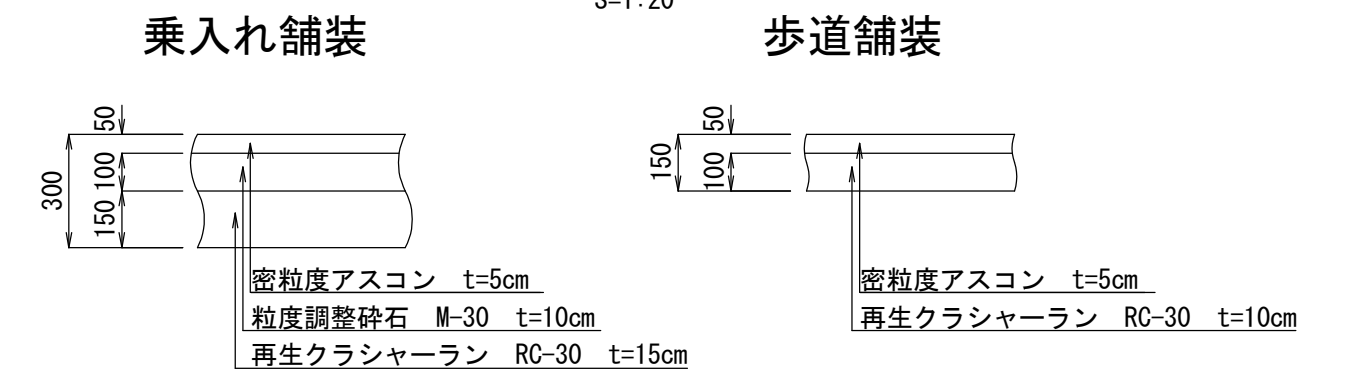 S=1:20
乗入れ舗装
歩道舗装
50
100
150
300
密粒度アスコン t=5cm
粒度調整砕石 M-30 t=10cm
再生クラシャーラン RC-30 t=15cm
50
100
150
密粒度アスコン t=5cm
再生クラシャーラン RC-30 t=10cm